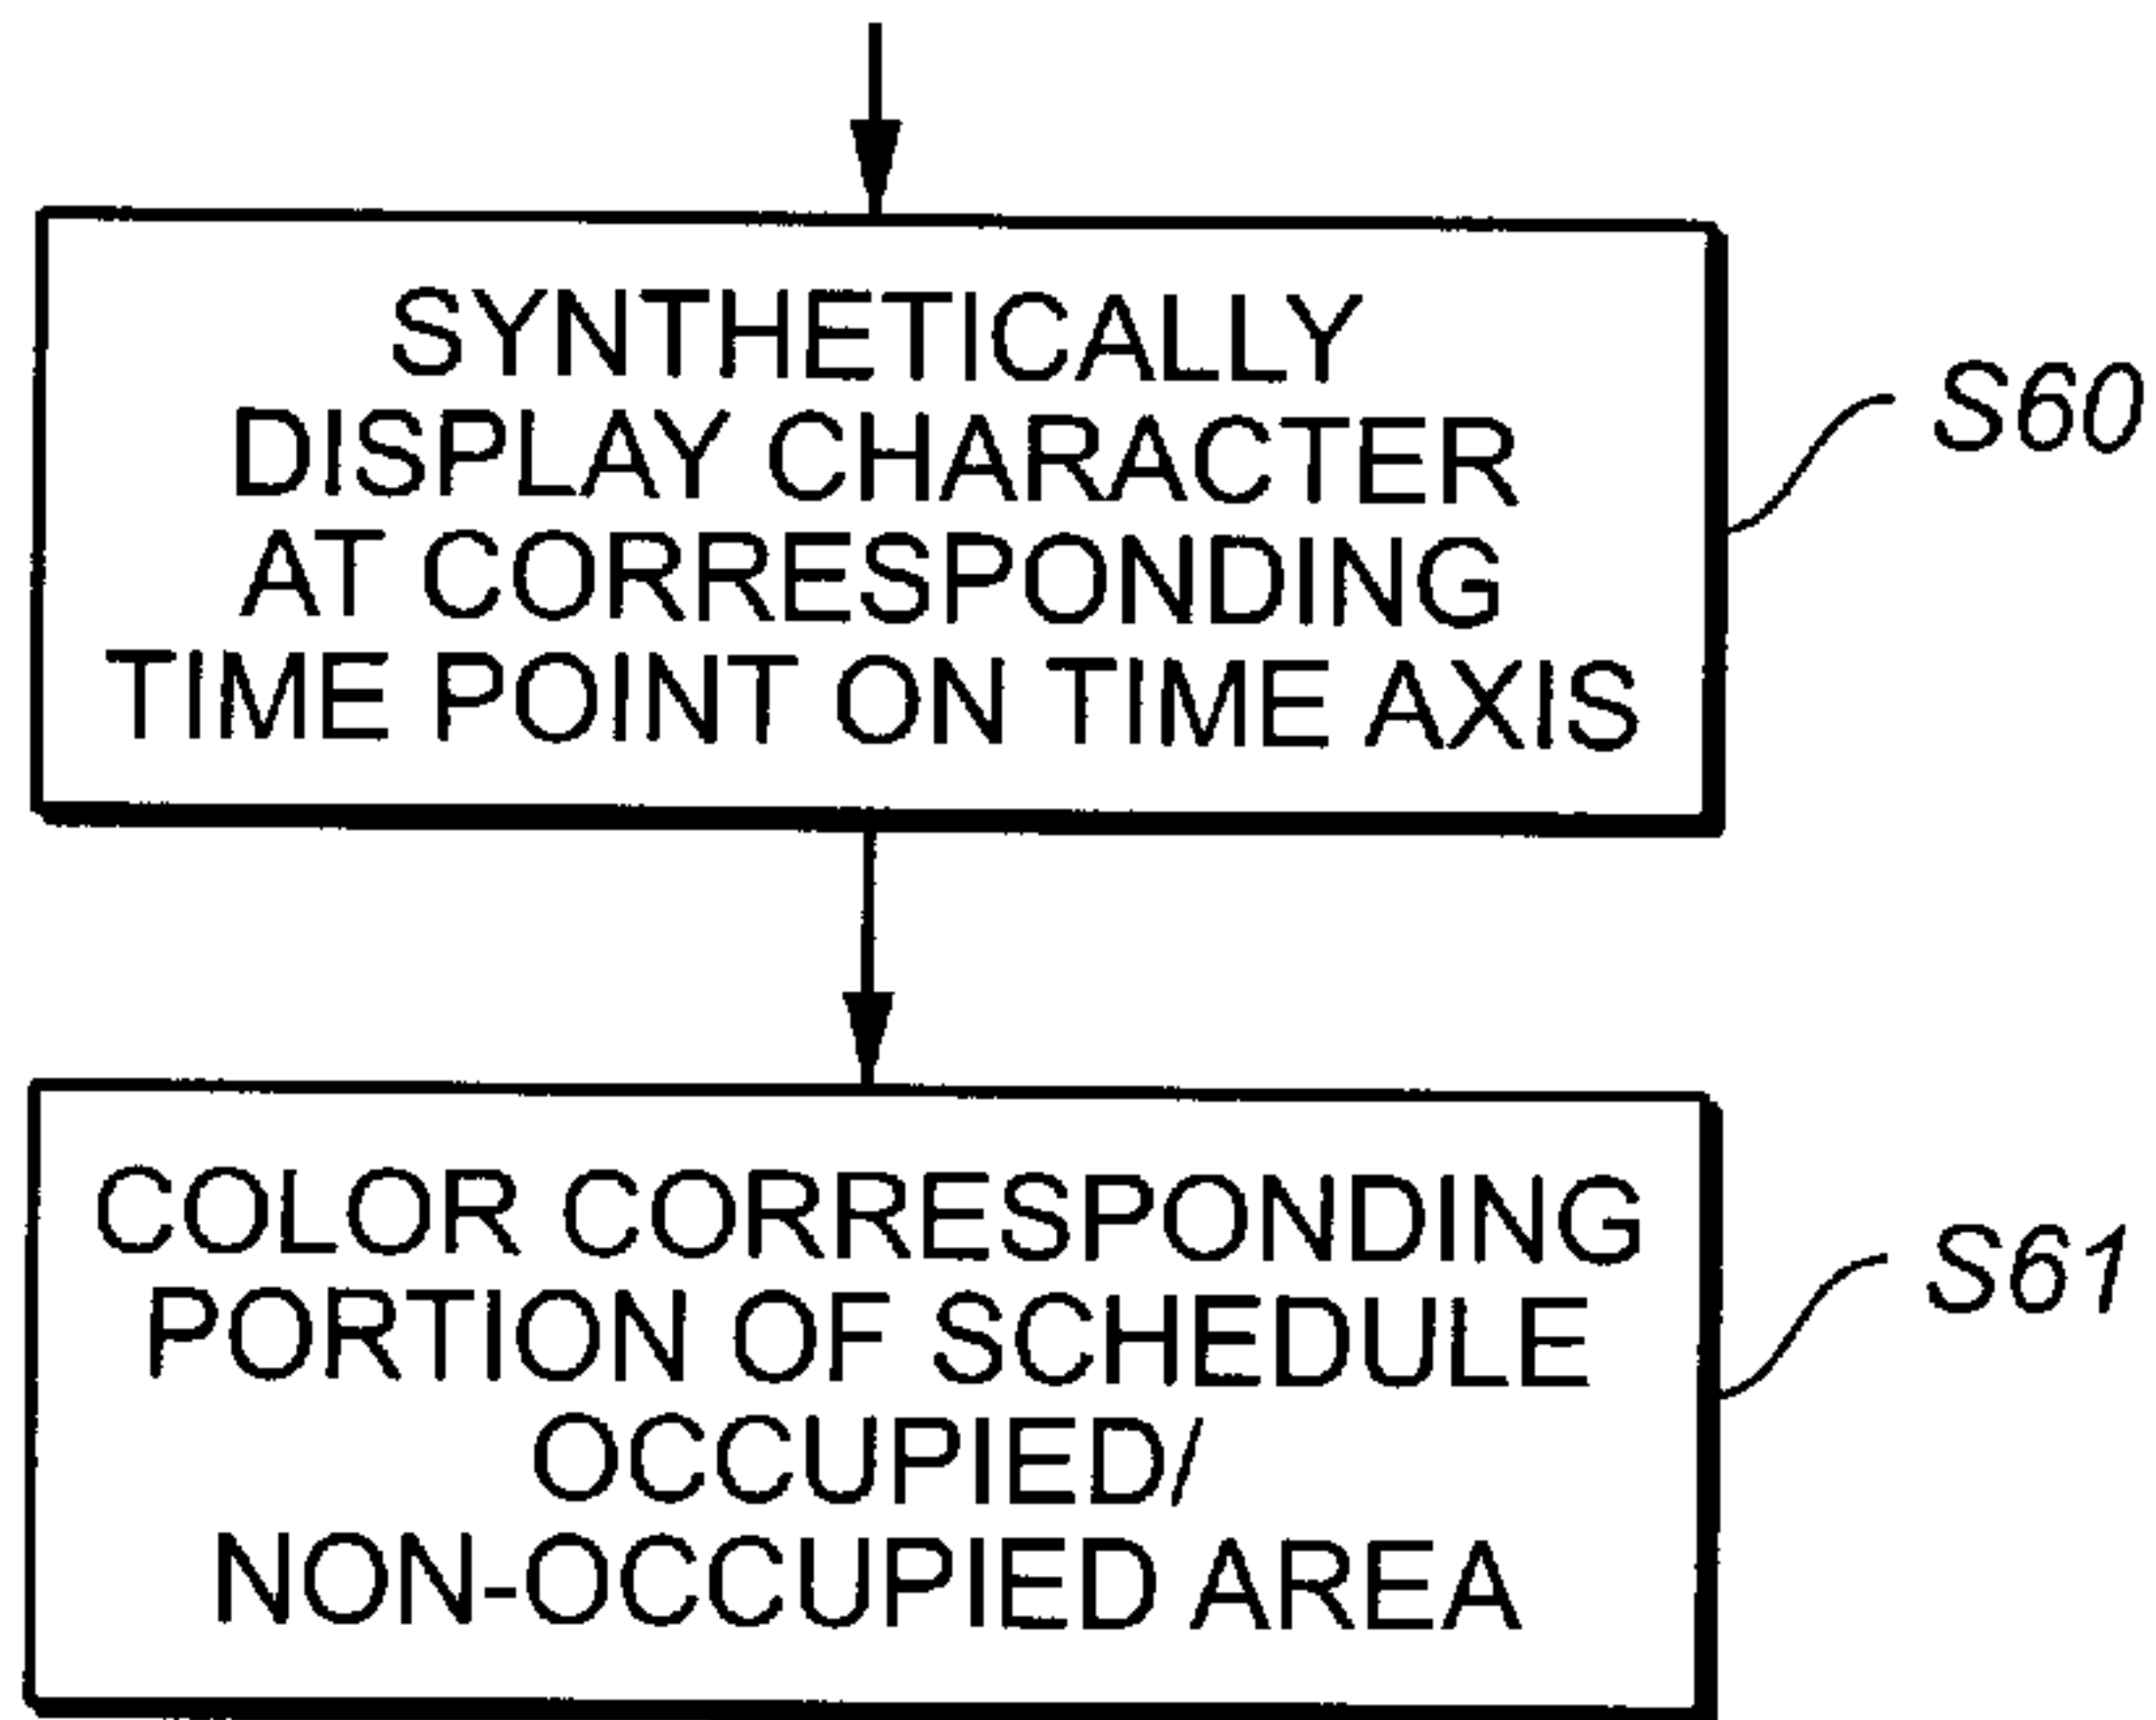 SYNTHETICALLY
DISPLAY CHARACTER
AT CORRESPONDING
TIME POINT ON TIME AXIS
S60
COLOR CORRESPONDING
PORTION OF SCHEDULE
OCCUPIED/
NON-OCCUPIED AREA
S61